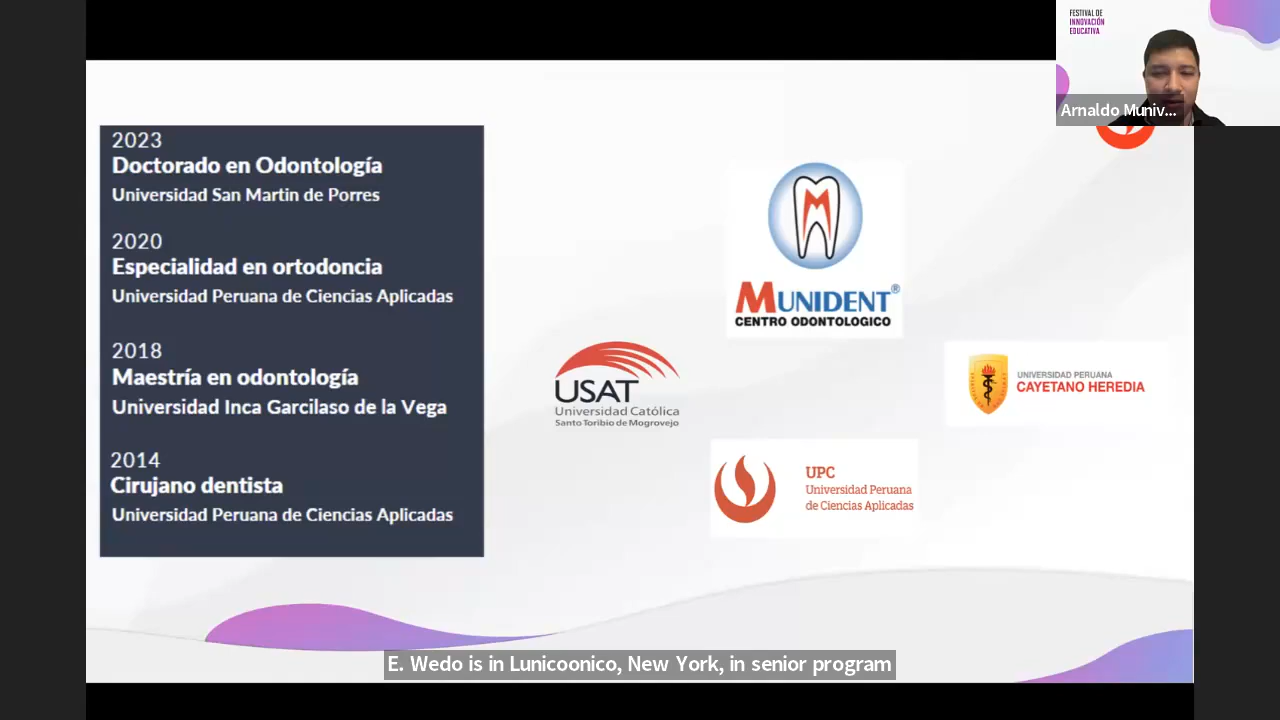 FESTIVAL DE
INNOVACIÓN
EDUCATIVA
Arnaldo Muniv...
2023
Doctorado en Odontología
Universidad San Martin de Porres
2020
Especialidad en ortodoncia
Universidad Peruana de Ciencias Aplicadas
2018
Maestría en odontología
Universidad Inca Garcilaso de la Vega
2014
Cirujano dentista
Universidad Peruana de Ciencias Aplicadas
MUNIDENT®
CENTRO ODONTOLOGICO
USAT
Universidad Católica
Santo Toribio de Mogrovejo
UNIVERSIDAD PERUANA
CAYETANO HEREDIA
UPC
Universidad Peruana
de Ciencias Aplicadas
E. Wedo is in Lunicoonico, New York, in senior program